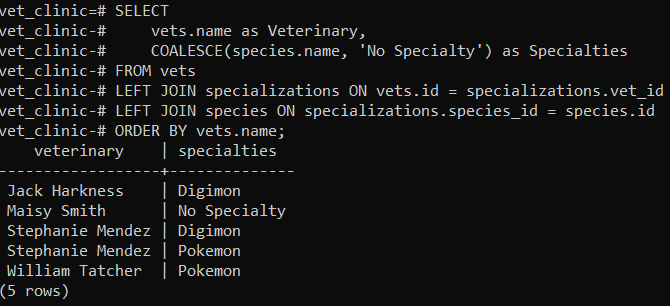 vet_clinic=# SELECT
vet_clinic-#     vets.name as Veterinary,
vet_clinic-#     COALESCE(species.name, 'No Specialty') as Specialties
vet_clinic-# FROM vets
vet_clinic-# LEFT JOIN specializations ON vets.id = specializations.vet_id
vet_clinic-# LEFT JOIN species ON specializations.species_id = species.id
vet_clinic-# ORDER BY vets.name;
    veterinary    | specialties
------------------+--------------
 Jack Harkness    | Digimon
 Maisy Smith      | No Specialty
 Stephanie Mendez | Digimon
 Stephanie Mendez | Pokemon
 William Tatcher  | Pokemon
(5 rows)